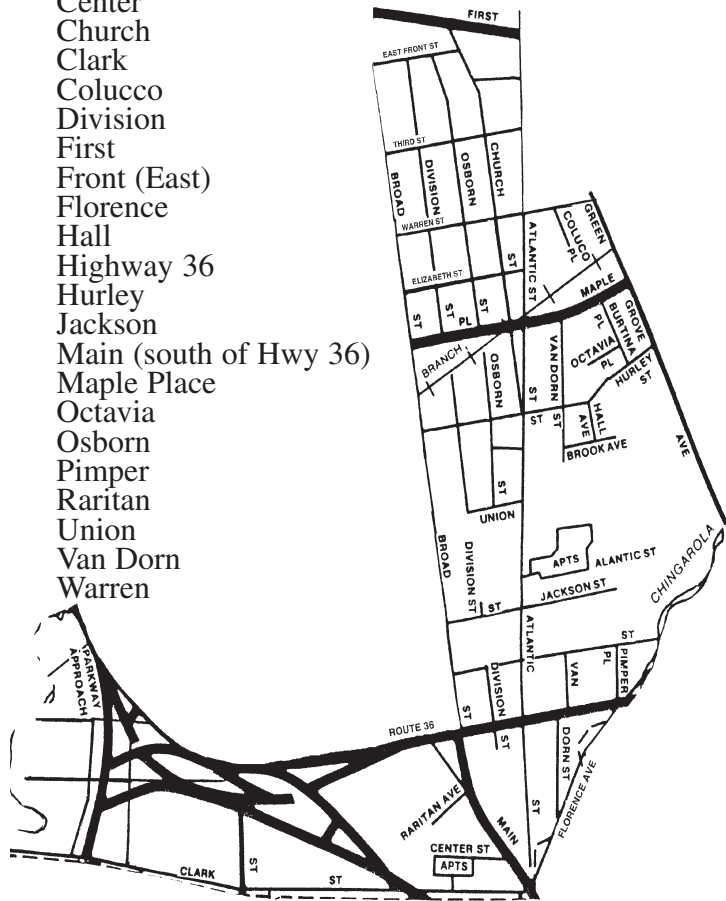 Center
Church
Clark
Colucco
Division
First
Front (East)
Florence
Hall
Highway 36
Hurley
Jackson
Main (south of Hwy 36)
Maple Place
Octavia
Osborn
Pimper
Raritan
Union
Van Dorn
Warren
FIRST
EAST FRONT ST
THIRD ST
BROAD
DIVISION
OSBORN
CHURCH
WARREN ST
ATLANTIC ST
COLUCO
PL
GREEN
ST
ELIZABETH ST
MAPLE
ST
ST
ST
PL
GROVE
BURTINA
PL
BRANCH
OSBORN
ST
VAN DORN
ST
OCTAVIA
PL
HURLEY
ST
ST
HALL
AVE
BROOK AVE
AVE
ST
UNION
CHINGAROLA
BROAD
DIVISION ST
APTS
ALANTIC ST
JACKSON ST
ST
ATLANTIC
ST
PARKWAY
APPROACH
DIVISION
VAN
PL
PIMPER
ST
ST
ROUTE 36
DORN ST
FLORENCE AVE
RARITAN AVE
MAIN
ST
CENTER ST
APTS
CLARK
ST
ST